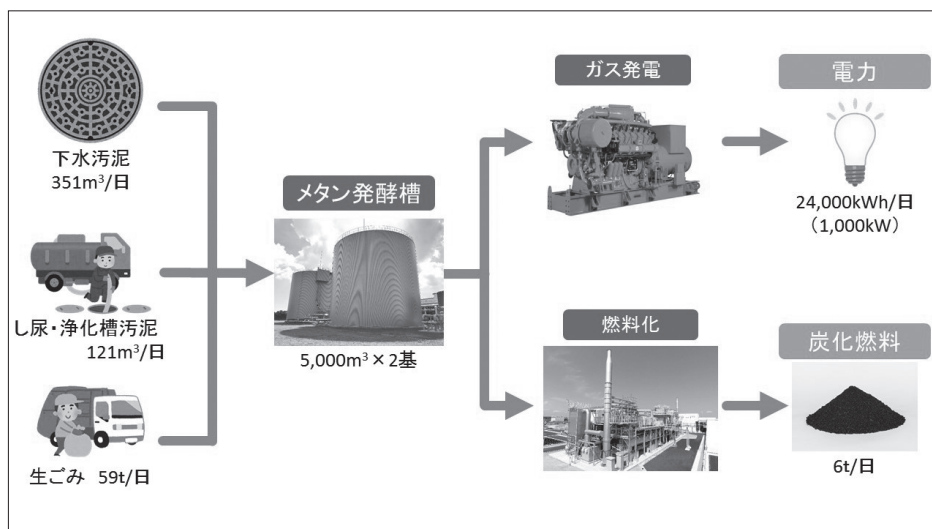 下水汚泥
351m³/日
し尿・浄化槽汚泥
121m³/日
生ごみ 59t/日
メタン発酵槽
5,000m³×2基
ガス発電
電力
24,000kWh/日
(1,000kW)
燃料化
炭化燃料
6t/日